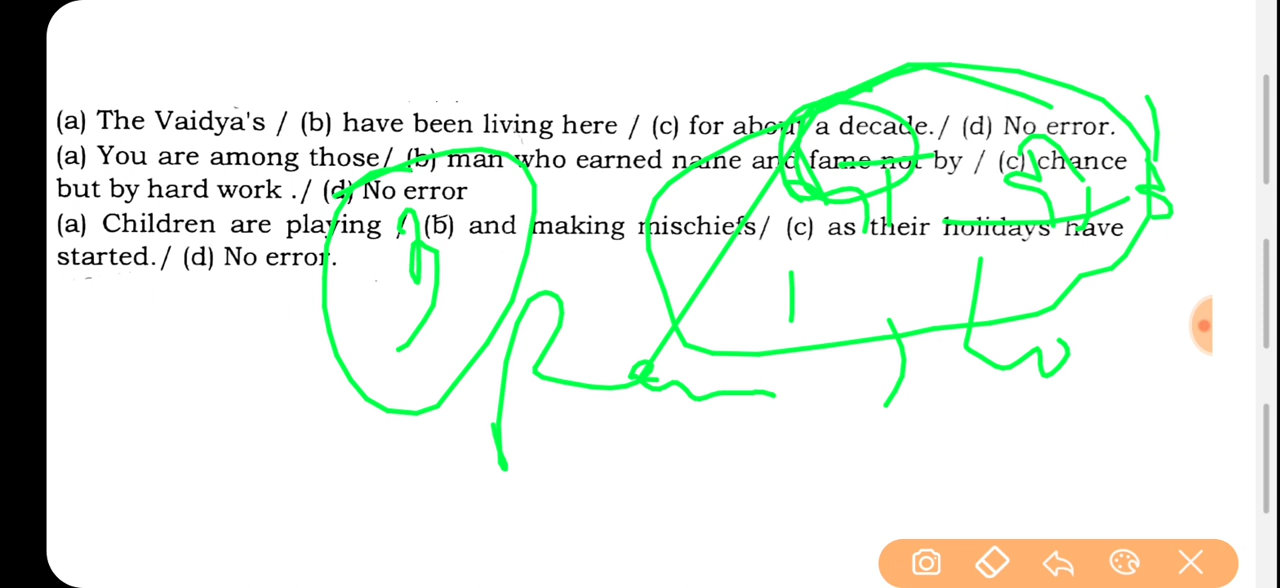 (a) The Vaidya's / (b) have been living here / (c) for about a decade./ (d) No error.
(a) You are among those/ (b) man who earned name and fame not by / (c) chance
but by hard work ./ (d) No error
(a) Children are playing / (b) and making mischiefs/ (c) as their holidays have
started./ (d) No error.